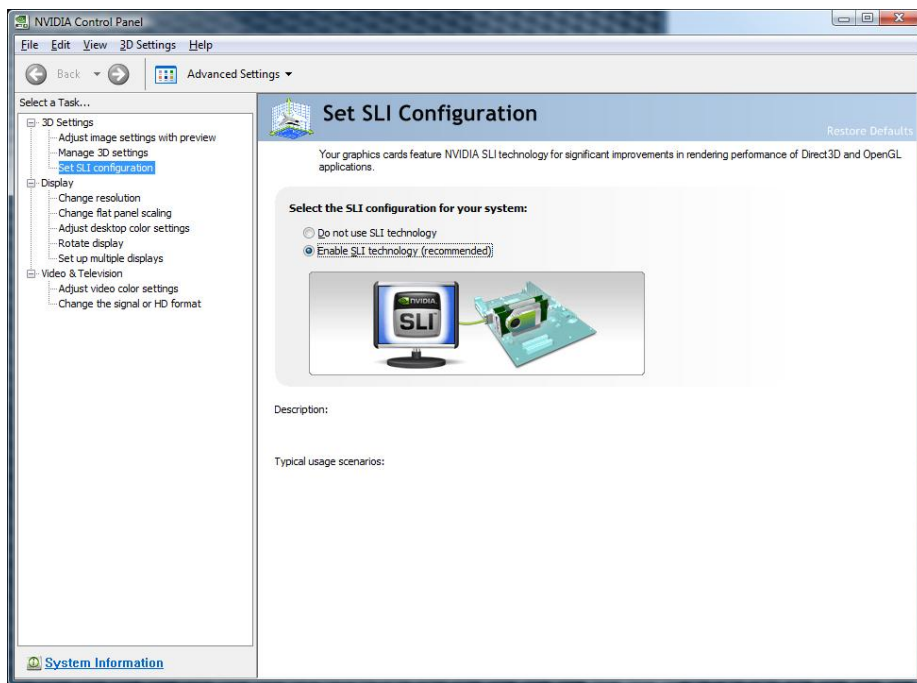 NVIDIA Control Panel
File Edit View 3D Settings Help
Back Advanced Settings
Select a Task...
3D Settings
Adjust image settings with preview
Manage 3D settings
Set SLI configuration
Display
Change resolution
Change flat panel scaling
Adjust desktop color settings
Rotate display
Set up multiple displays
Video & Television
Adjust video color settings
Change the signal or HD format
System Information
Set SLI Configuration
Restore Defaults
Your graphics cards feature NVIDIA SLI technology for significant improvements in rendering performance of Direct3D and OpenGL
applications.
Select the SLI configuration for your system:
Do not use SLI technology
Enable SLI technology (recommended)
NVIDIA
SLI
Description:
Typical usage scenarios: